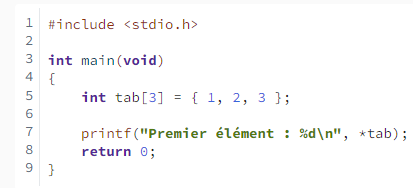 1 #include <stdio.h>
2
3 int main(void)
4 {
5     int tab[3] = { 1, 2, 3 };
6
7     printf("Premier élément : %d\n", *tab);
8     return 0;
9 }